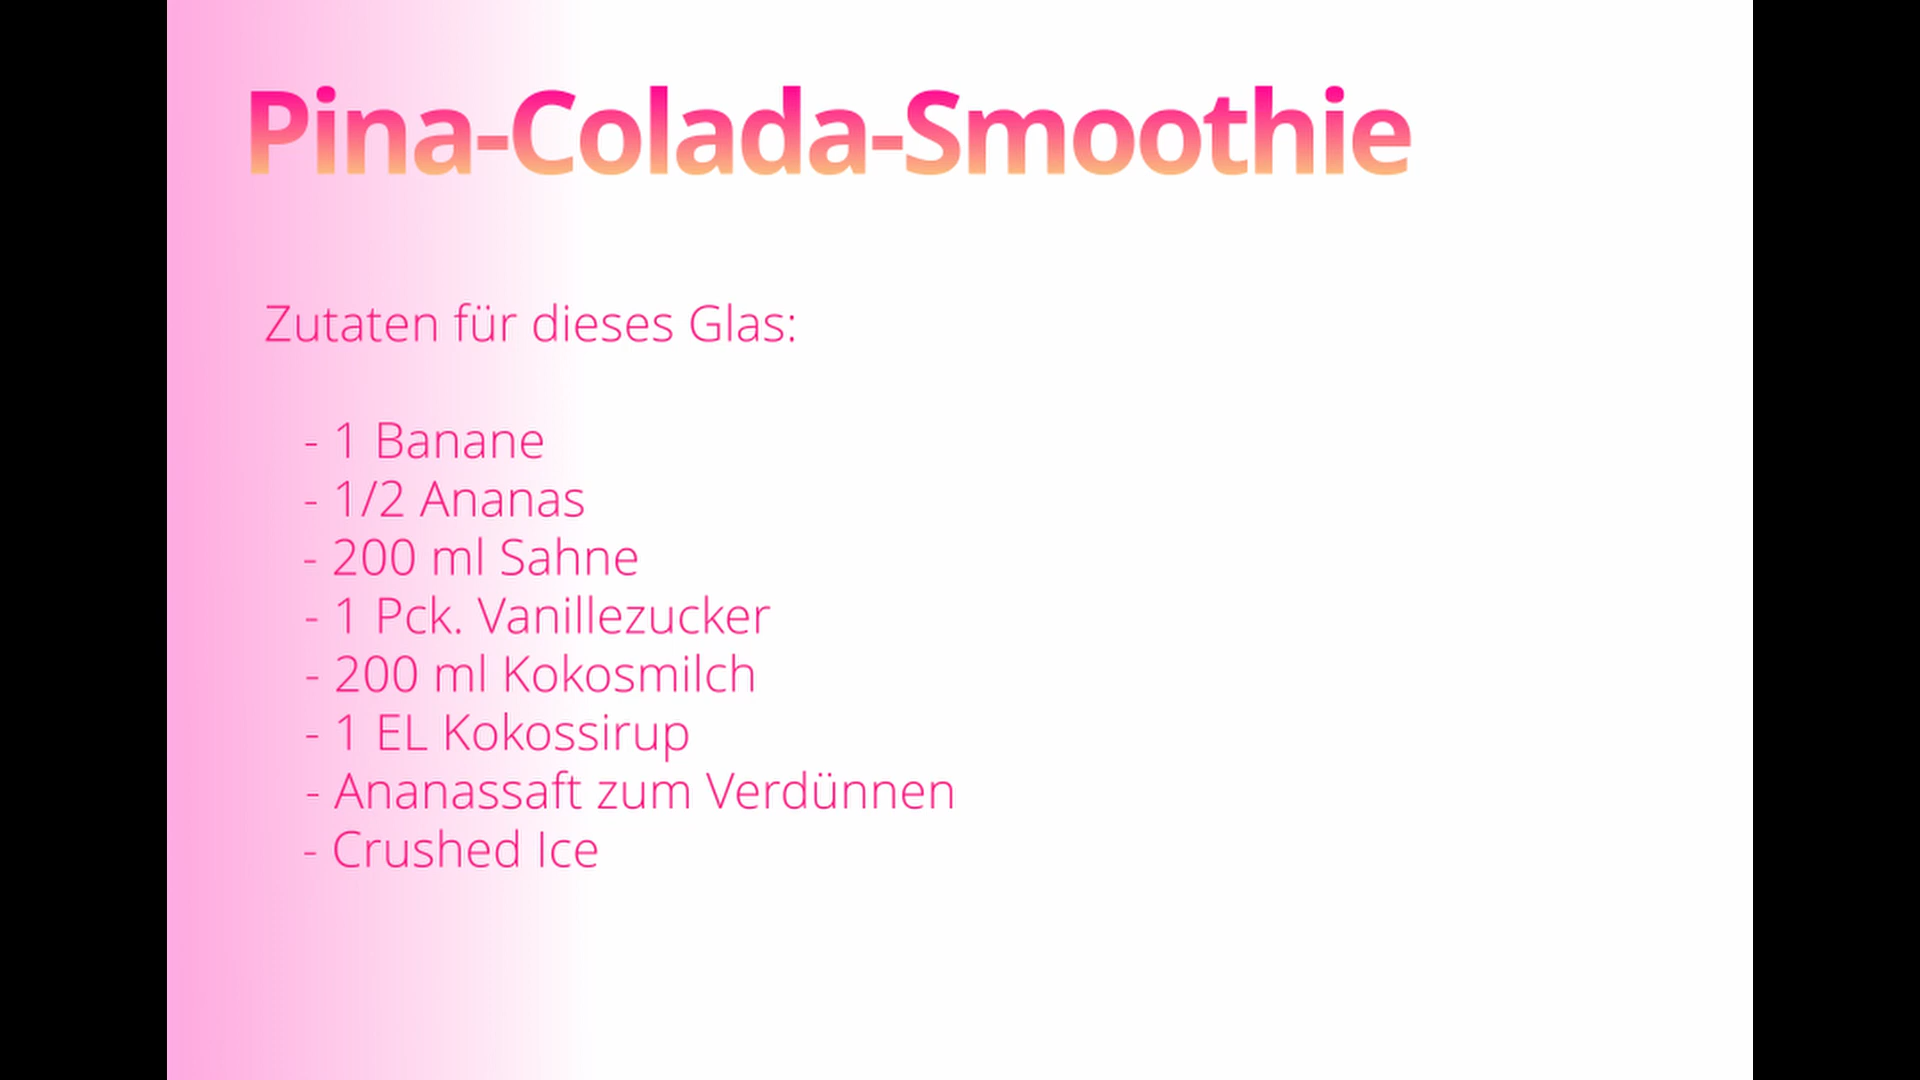 Pina-Colada-Smoothie
Zutaten für dieses Glas:
- 1 Banane
- 1/2 Ananas
- 200 ml Sahne
- 1 Pck. Vanillezucker
- 200 ml Kokosmilch
- 1 EL Kokossirup
- Ananassaft zum Verdünnen
- Crushed Ice